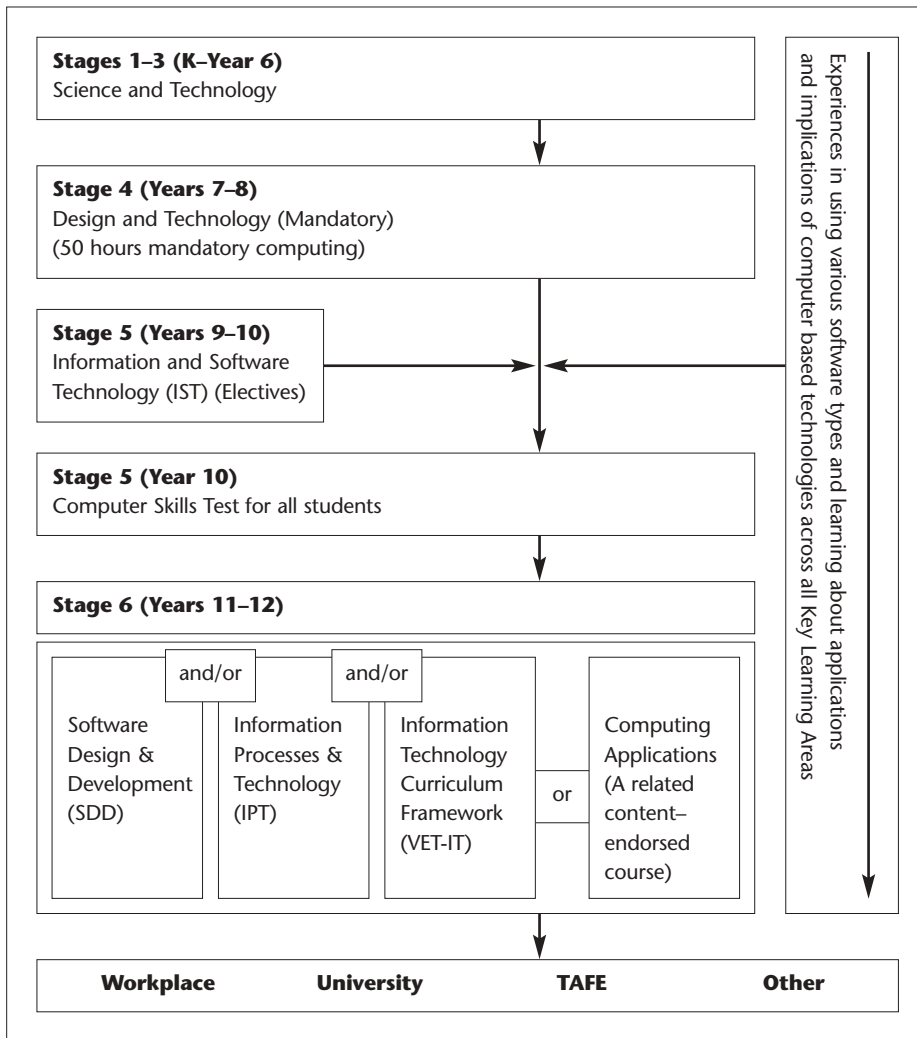 Stages 1–3 (K–Year 6)
Science and Technology
Stage 4 (Years 7–8)
Design and Technology (Mandatory)
(50 hours mandatory computing)
Stage 5 (Years 9–10)
Information and Software
Technology (IST) (Electives)
Stage 5 (Year 10)
Computer Skills Test for all students
Stage 6 (Years 11–12)
and/or
and/or
Software
Design &
Development
(SDD)
Information
Processes &
Technology
(IPT)
Information
Technology
Curriculum
Framework
(VET-IT)
or
Computing
Applications
(A related
content–
endorsed
course)
Experiences in using various software types and learning about applications
and implications of computer based technologies across all Key Learning Areas
Workplace University TAFE Other